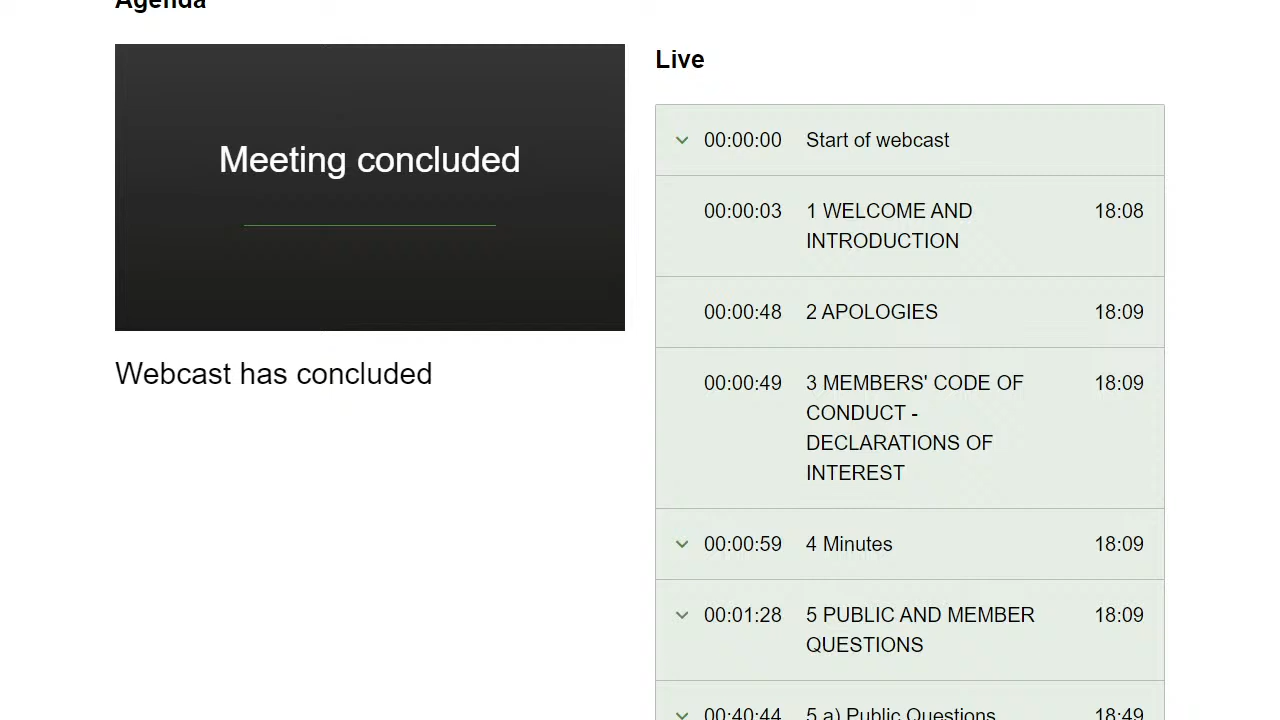 Agenda
Meeting concluded
Webcast has concluded
Live
00:00:00 Start of webcast
00:00:03 1 WELCOME AND 18:08
INTRODUCTION
00:00:48 2 APOLOGIES 18:09
00:00:49 3 MEMBERS' CODE OF 18:09
CONDUCT -
DECLARATIONS OF
INTEREST
00:00:59 4 Minutes 18:09
00:01:28 5 PUBLIC AND MEMBER 18:09
QUESTIONS
00:40:44 5 a) Public Questions 18:49